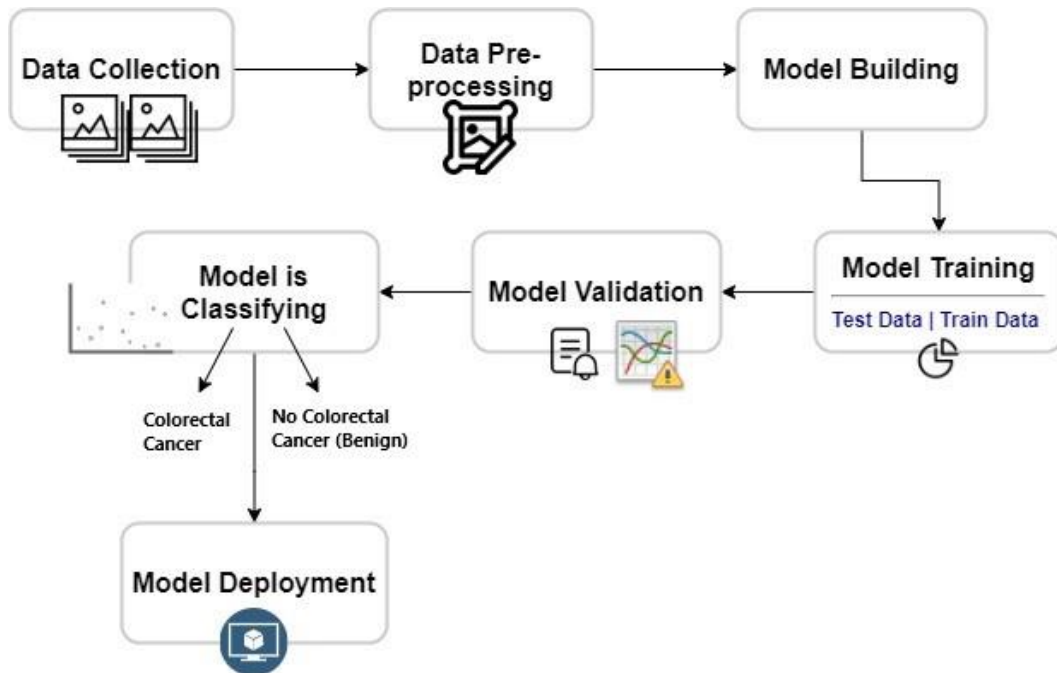 Data Collection
Data Pre-
processing
Model Building
Model Training
Test Data | Train Data
Model Validation
Model is
Classifying
Colorectal
Cancer
No Colorectal
Cancer (Benign)
Model Deployment